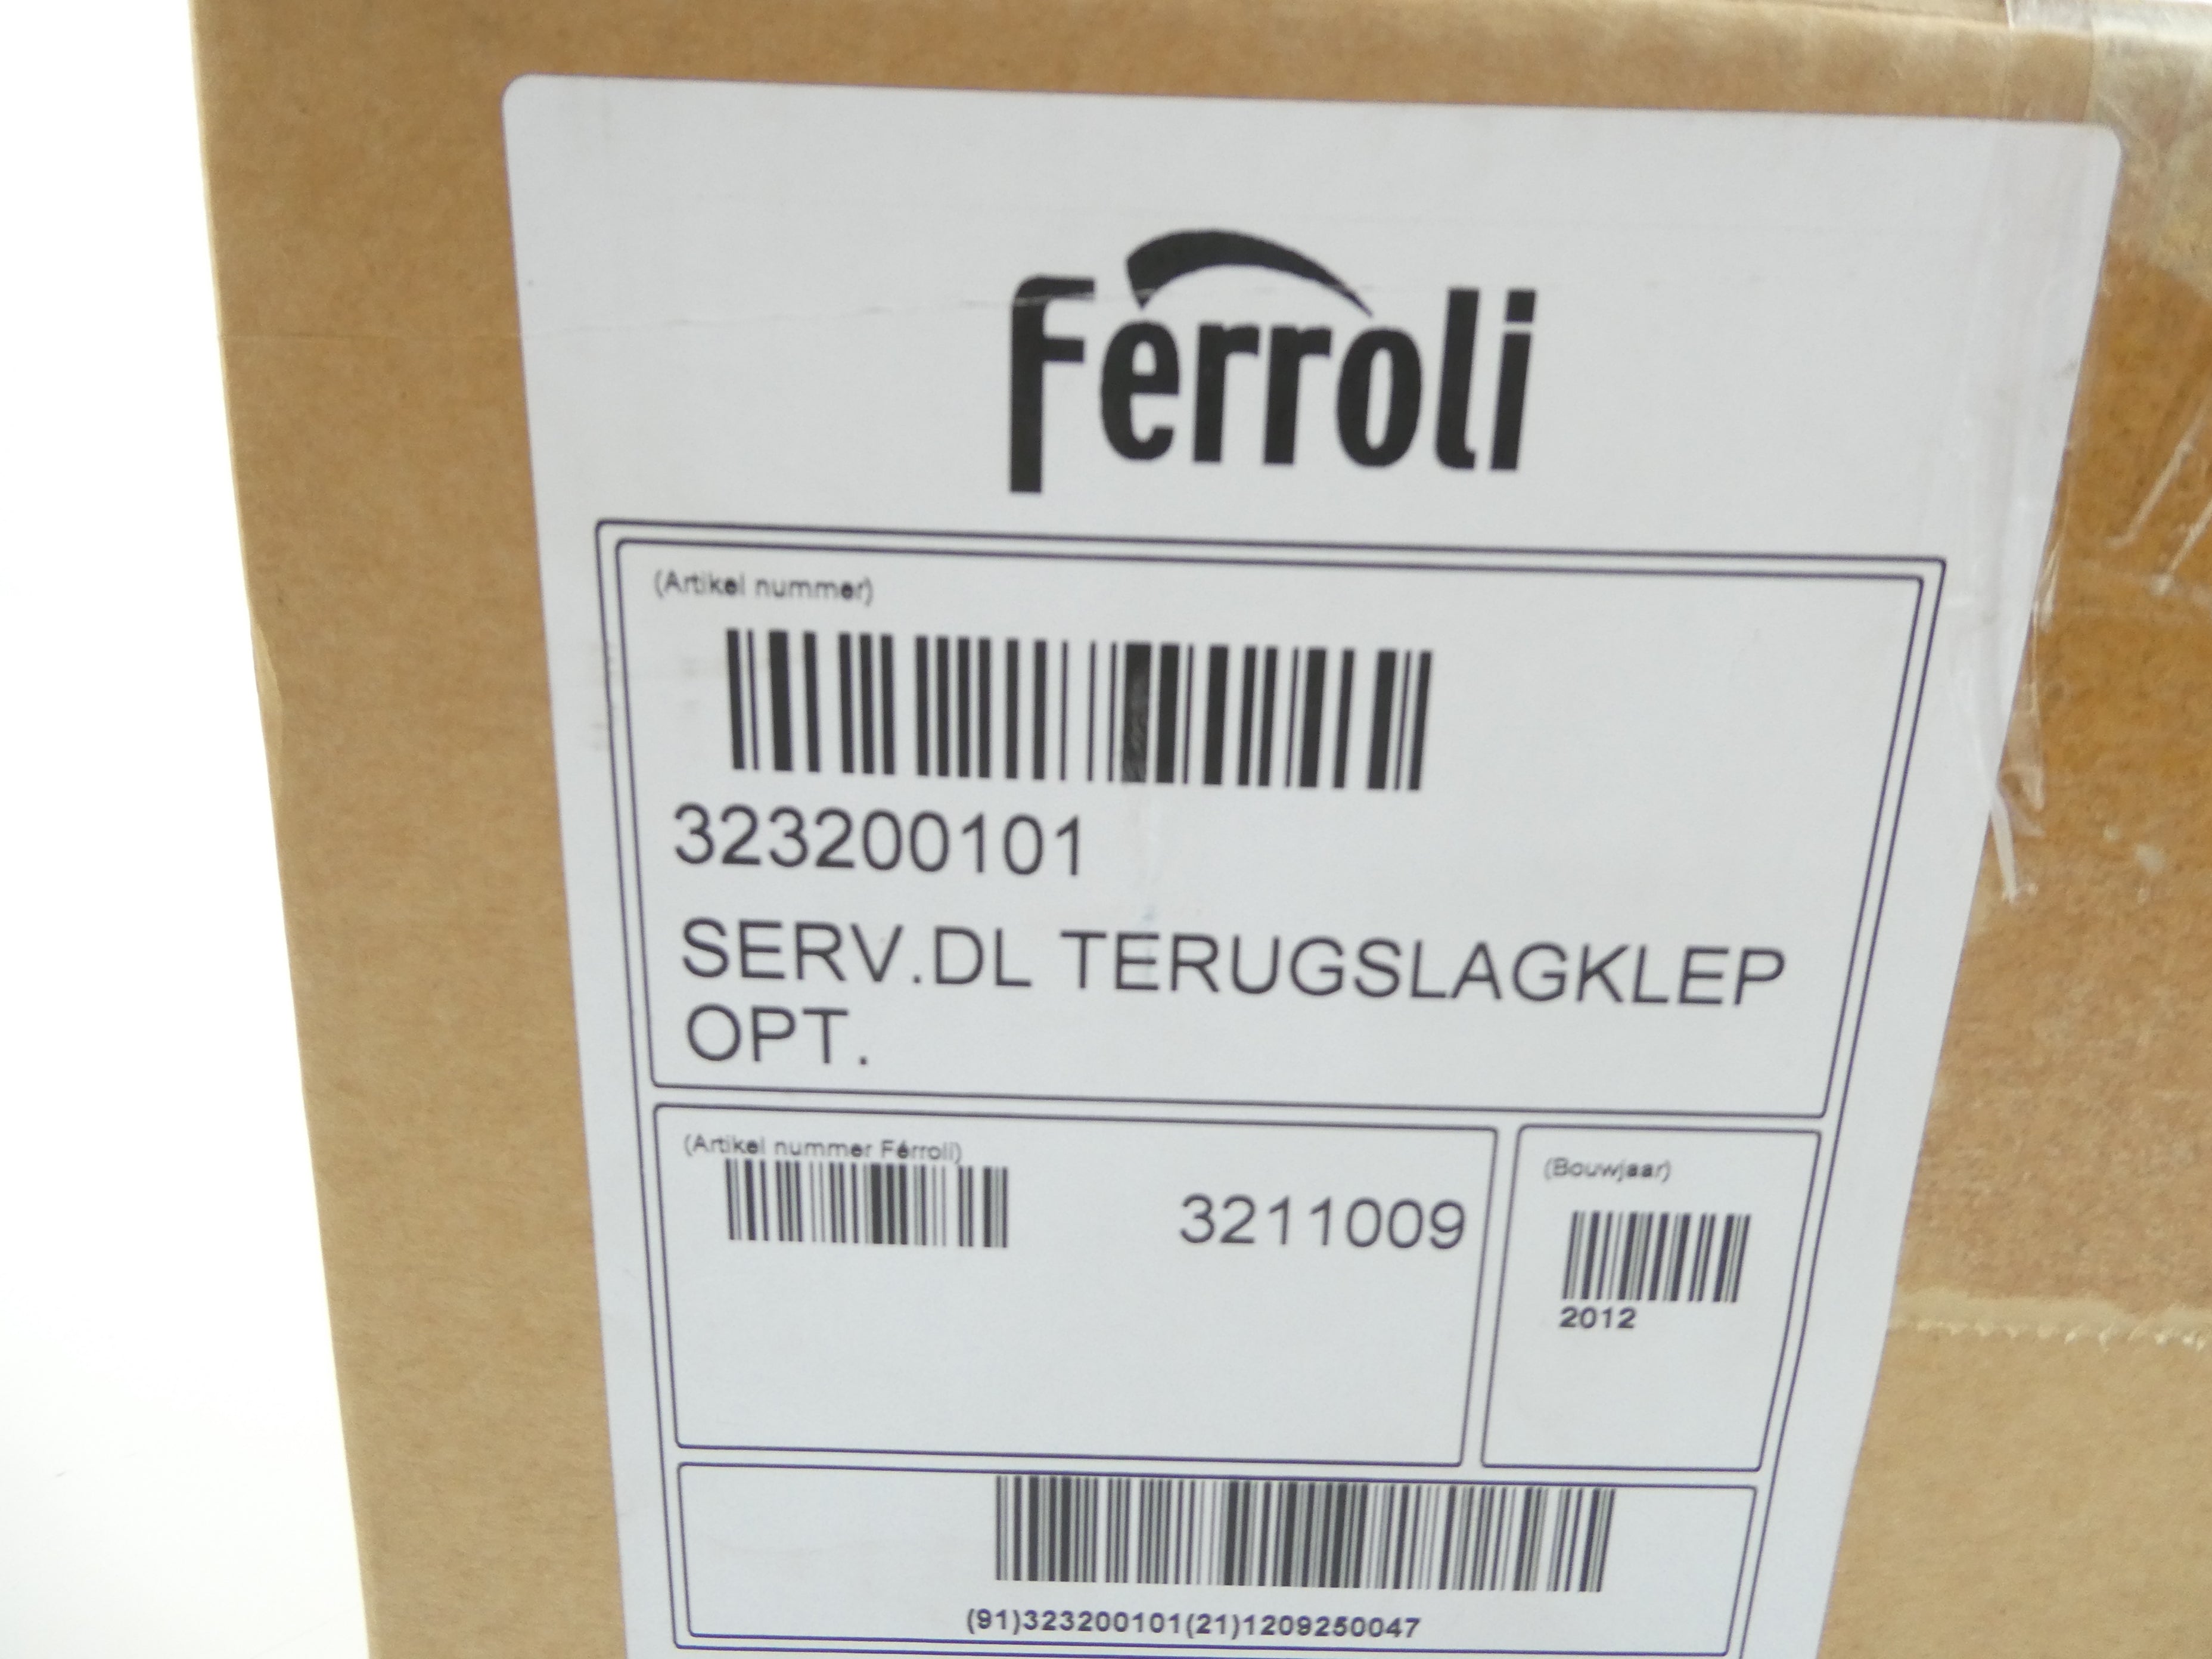 ferroli
(Artikel nummer)
323200101
SERV.DL TERUGSLAGKLEP
OPT.
(Artikel nummer Férroli)
3211009
(Bouwjaar)
2012
(91)323200101(21)1209250047